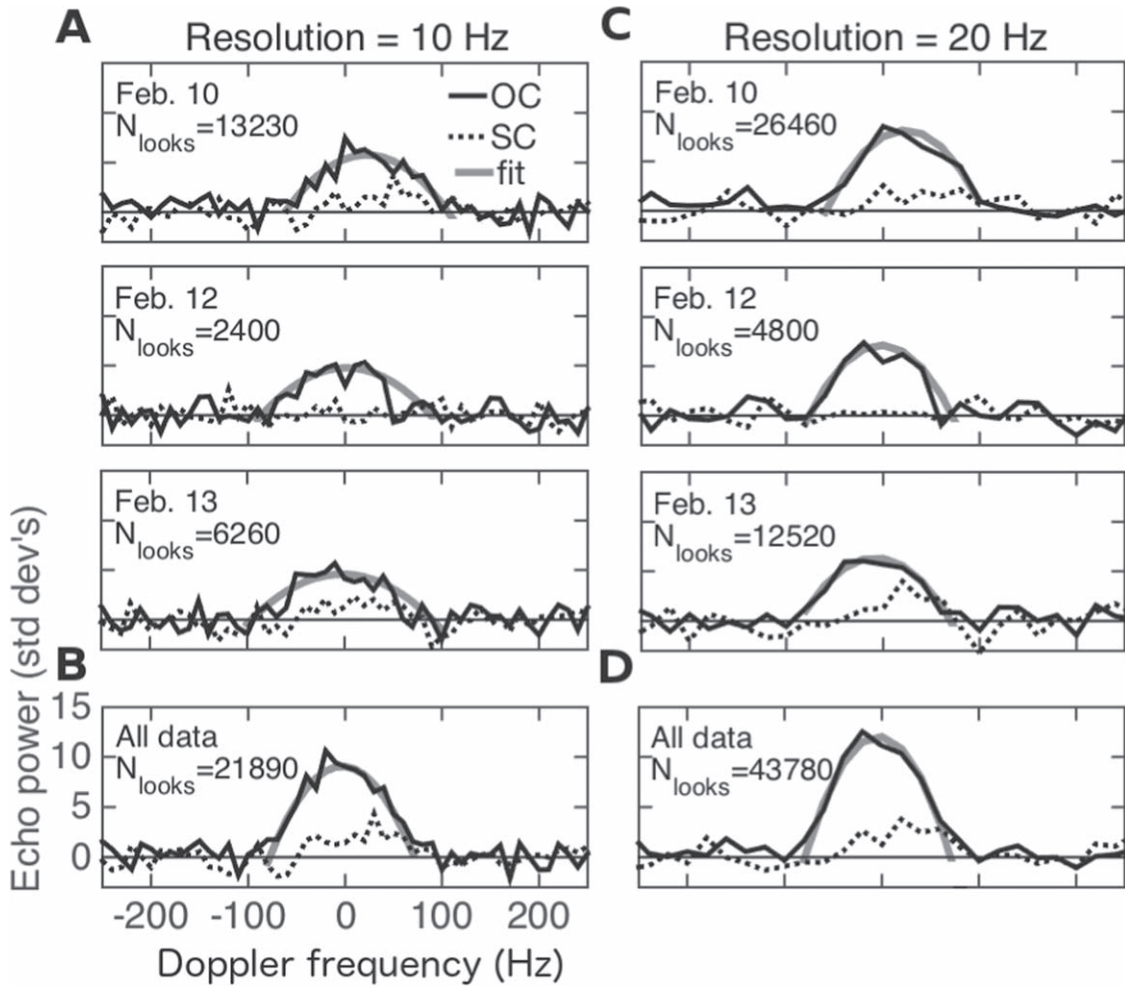 A
Resolution = 10 Hz
Feb. 10
Nlooks=13230
OC
SC
fit
Feb. 12
Nlooks=2400
Feb. 13
Nlooks=6260
B
All data
Nlooks=21890
15
10
5
0
-200 -100 0 100 200
Doppler frequency (Hz)
Echo power (std dev's)
C
Resolution = 20 Hz
Feb. 10
Nlooks=26460
Feb. 12
Nlooks=4800
Feb. 13
Nlooks=12520
D
All data
Nlooks=43780